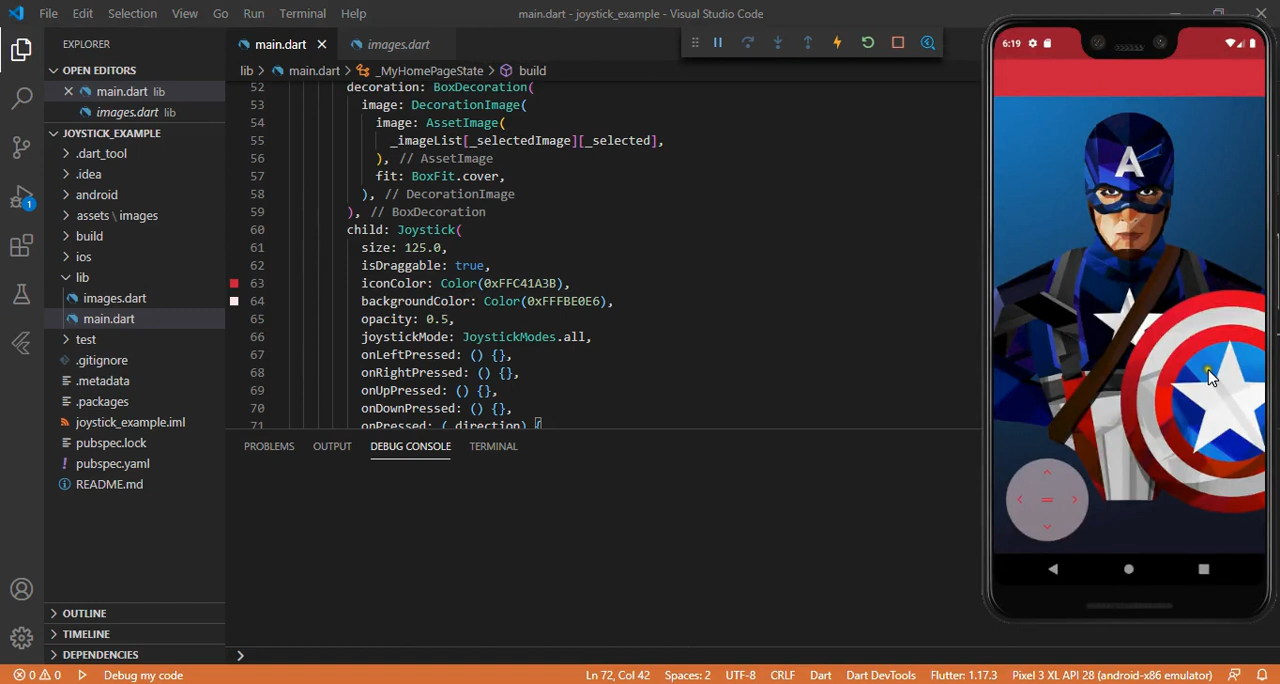 File Edit Selection View Go Run Terminal Help
main.dart - joystick_example - Visual Studio Code
EXPLORER
OPEN EDITORS
main.dart lib
images.dart lib
JOYSTICK_EXAMPLE
.dart_tool
.idea
android
assets \ images
build
ios
lib
images.dart
main.dart
test
.gitignore
.metadata
.packages
joystick_example.iml
pubspec.lock
pubspec.yaml
README.md
OUTLINE
TIMELINE
DEPENDENCIES
1
main.dart
images.dart
lib > main.dart > _MyHomePageState > build
52 decoration: BoxDecoration(
53 image: DecorationImage(
54 image: AssetImage(
55 _imageList[_selectedImage][_selected],
56 ), // AssetImage
57 fit: BoxFit.cover,
58 ), // DecorationImage
59 ), // BoxDecoration
60 child: Joystick(
61 size: 125.0,
62 isDraggable: true,
63 iconColor: Color(0xFFC41A3B),
64 backgroundColor: Color(0xFFFBE0E6),
65 opacity: 0.5,
66 joystickMode: JoystickModes.all,
67 onLeftPressed: () {},
68 onRightPressed: () {},
69 onUpPressed: () {},
70 onDownPressed: () {},
71 onPressed: (_direction) {
PROBLEMS OUTPUT DEBUG CONSOLE TERMINAL
6:19
A
0 0
Debug my code
Ln 72, Col 42 Spaces: 2 UTF-8 CRLF Dart Dart DevTools Flutter: 1.17.3 Pixel 3 XL API 28 (android-x86 emulator)